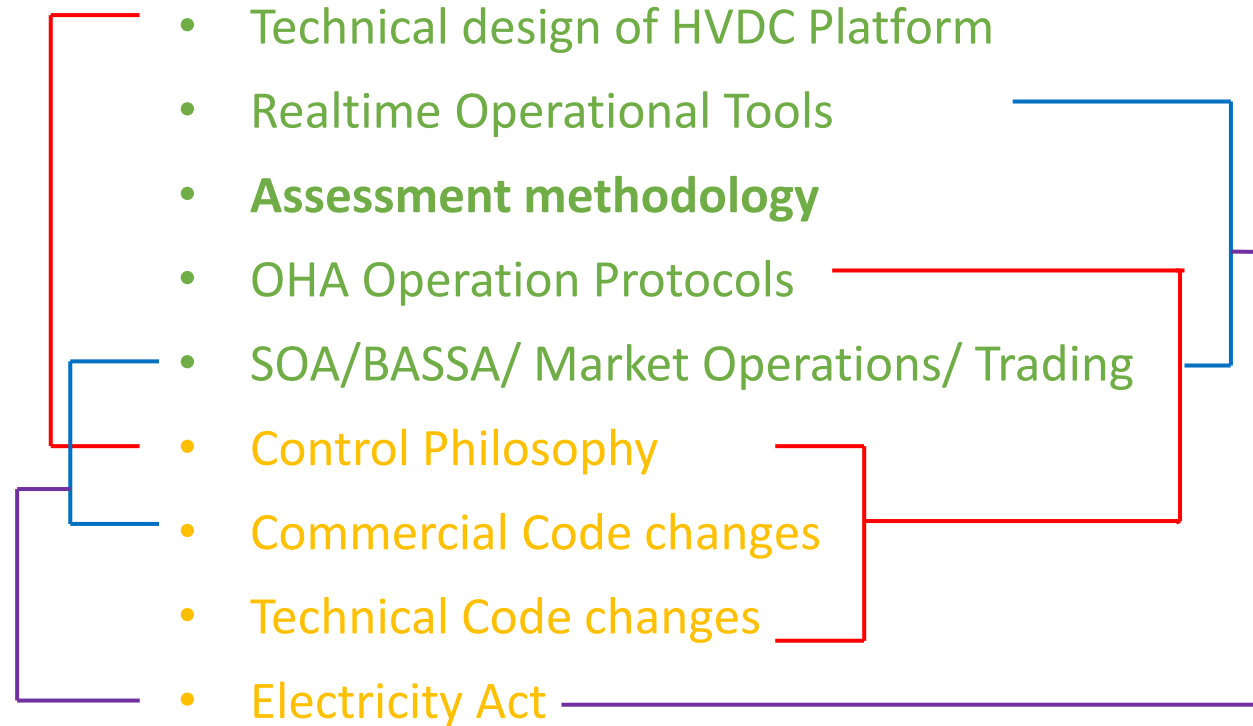 • Technical design of HVDC Platform
• Realtime Operational Tools
• Assessment methodology
• OHA Operation Protocols
• SOA/BASSA/ Market Operations/ Trading
• Control Philosophy
• Commercial Code changes
• Technical Code changes
• Electricity Act